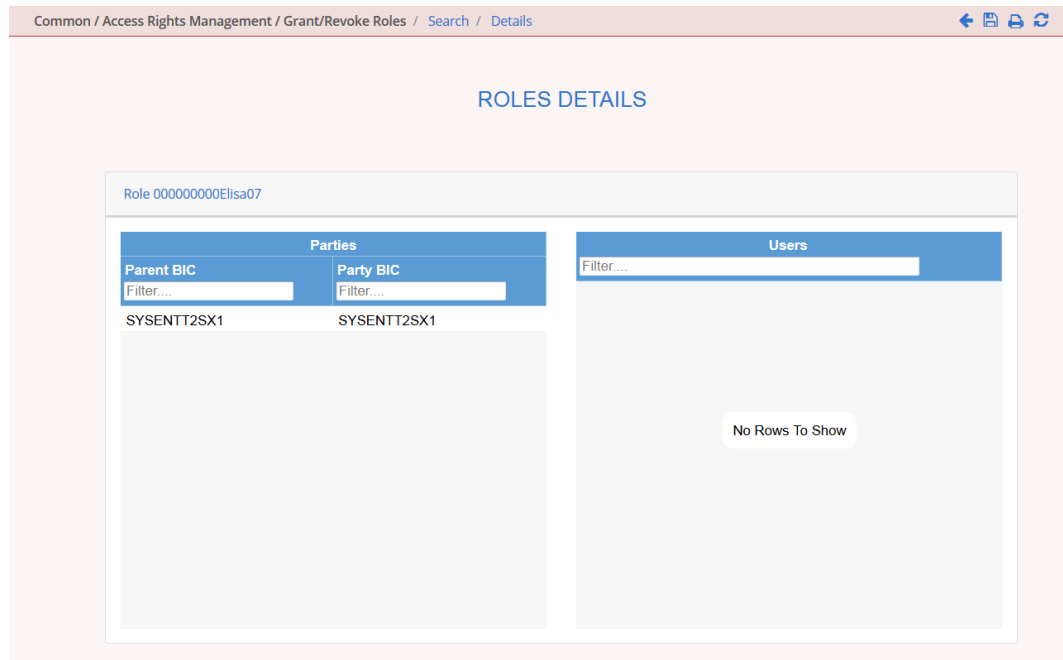 Common / Access Rights Management / Grant/Revoke Roles / Search / Details
ROLES DETAILS
Role 000000000Elisa07
Parties
Parent BIC Party BIC
Filter.... Filter....
SYSENTT2SX1 SYSENTT2SX1
Users
Filter....
No Rows To Show